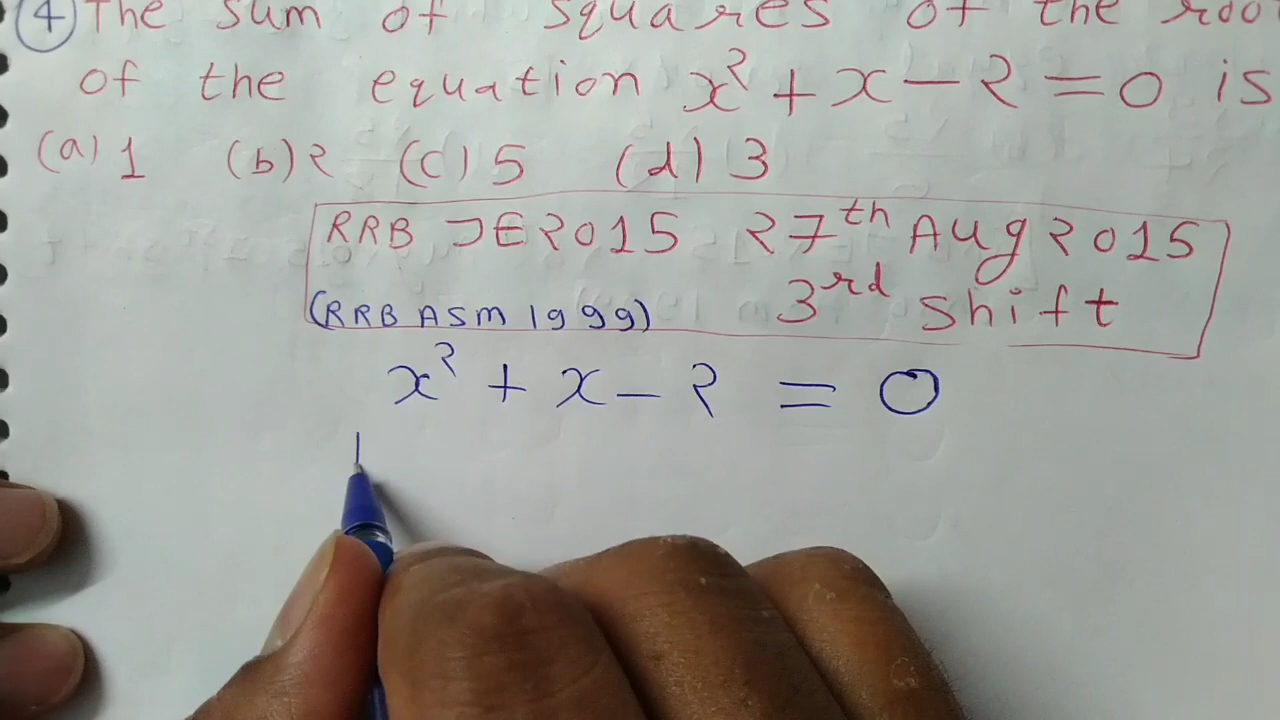 ④ The sum of squares of the roo
of the equation x² + x - 2 = 0 is
(a) 1 (b) 2 (c) 5 (d) 3
RRB JE 2015 27th Aug 2015
(RRB ASM 1999) 3rd Shift
x² + x - 2 = 0